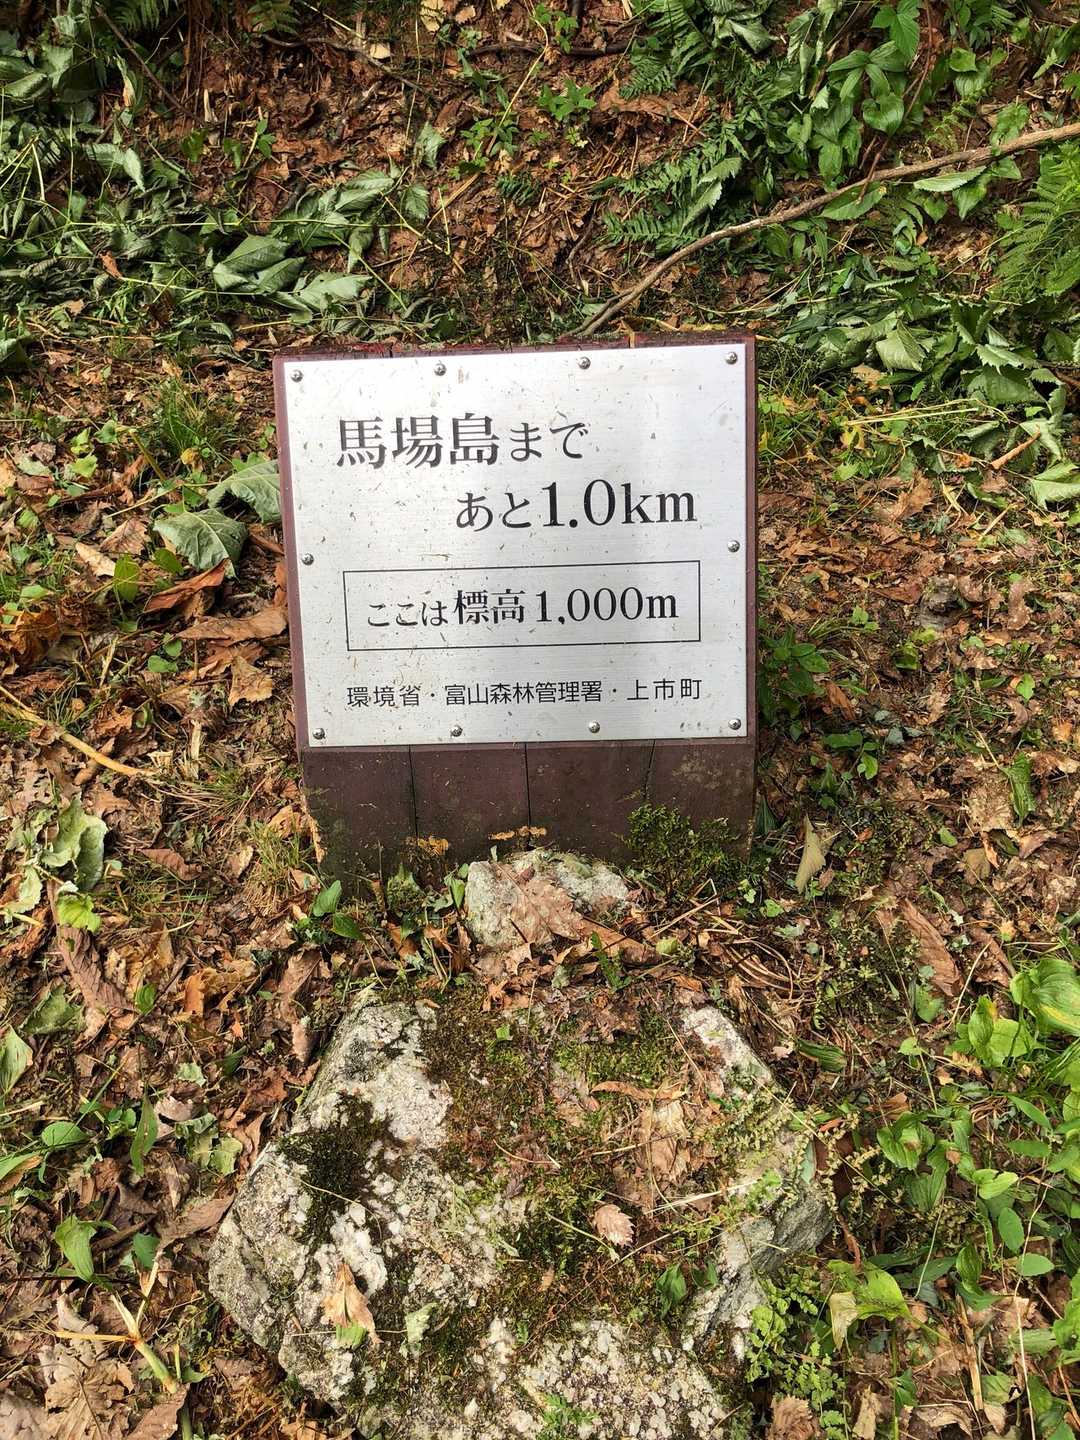 馬場島まで
あと1.0km
ここは標高1,000m
環境省・富山森林管理署・上市町